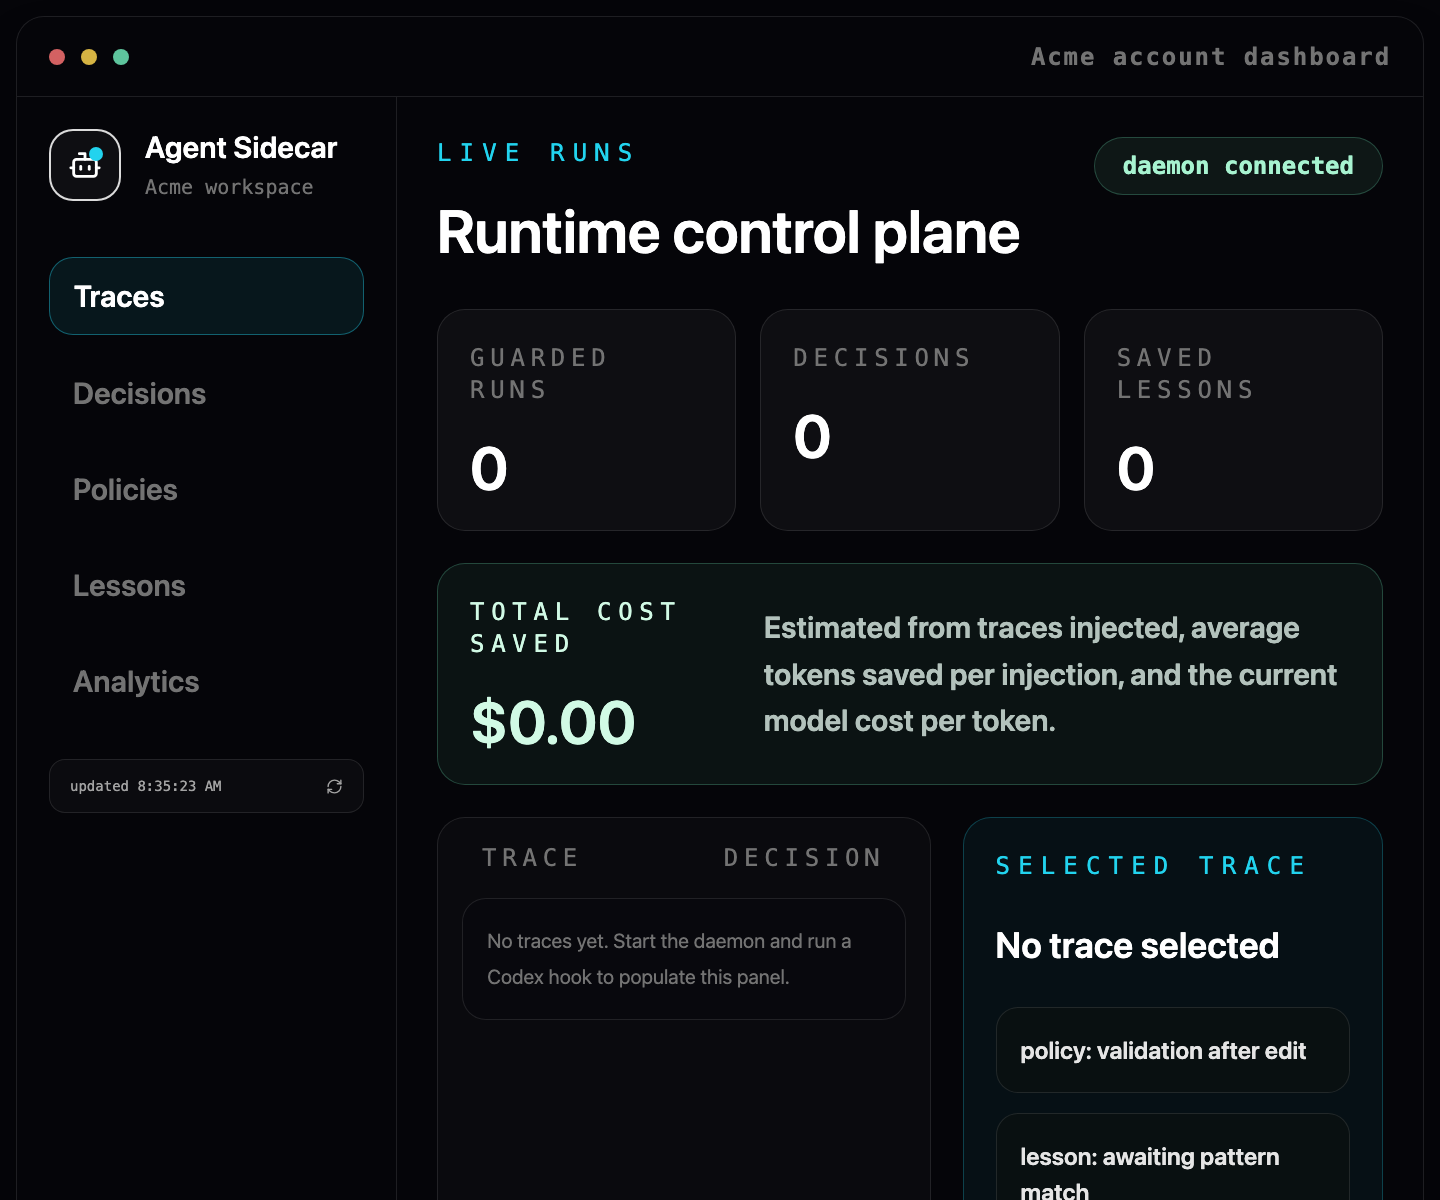 Acme account dashboard
Agent Sidecar
Acme workspace
Traces
Decisions
Policies
Lessons
Analytics
updated 8:35:23 AM
LIVE RUNS
daemon connected
Runtime control plane
GUARDED
RUNS
0
DECISIONS
0
SAVED
LESSONS
0
TOTAL COST
SAVED
$0.00
Estimated from traces injected, average
tokens saved per injection, and the current
model cost per token.
TRACE
DECISION
No traces yet. Start the daemon and run a
Codex hook to populate this panel.
SELECTED TRACE
No trace selected
policy: validation after edit
lesson: awaiting pattern
match